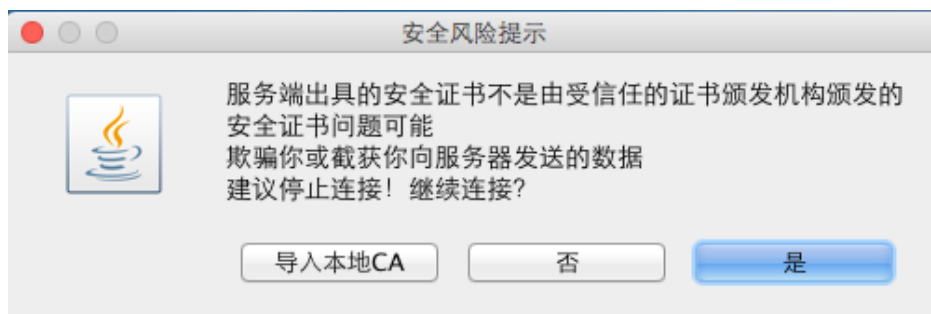 安全风险提示
服务端出具的安全证书不是由受信任的证书颁发机构颁发的
安全证书问题可能
欺骗你或截获你向服务器发送的数据
建议停止连接！继续连接？
导入本地CA 否 是